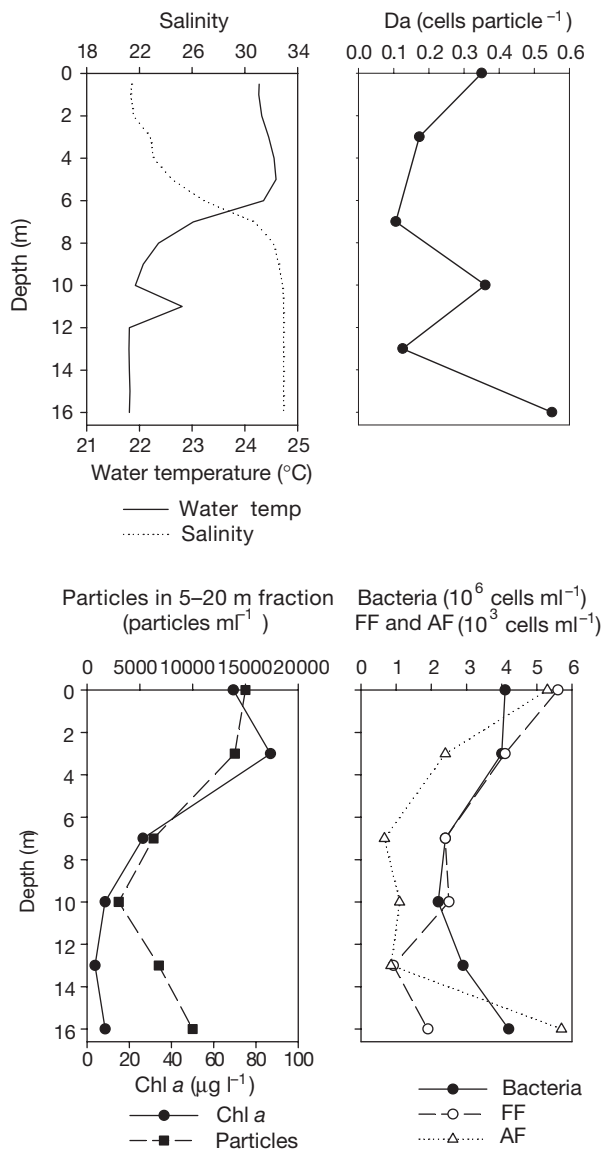 Salinity
18 21 24 27 30 33
0
2
4
6
8
10
12
14
16
Depth (m)
21 22 23 24 25
Water temperature (°C)
Water temp
Salinity
Da (cells particle⁻¹)
0.0 0.1 0.2 0.3 0.4 0.5 0.6
Particles in 5–20 m fraction
(particles ml⁻¹ )
0 5000 10000 15000 20000
0
2
4
6
8
10
12
14
16
Depth (m)
0 20 40 60 80 100
Chl a (µg l⁻¹)
Chl a
Particles
Bacteria (10⁶ cells ml⁻¹)
FF and AF (10³ cells ml⁻¹)
0 1 2 3 4 5 6
Bacteria
FF
AF